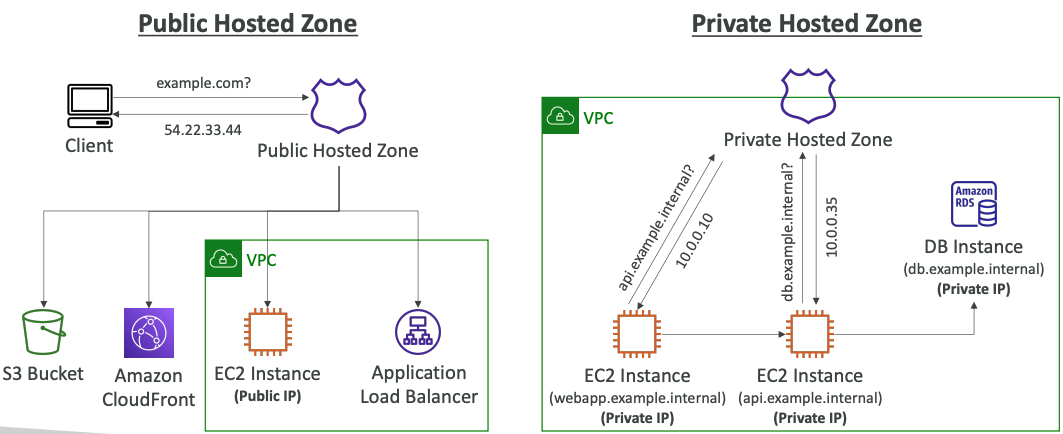 Public Hosted Zone
example.com?
54.22.33.44
Client
Public Hosted Zone
VPC
S3 Bucket
Amazon
CloudFront
EC2 Instance
(Public IP)
Application
Load Balancer
Private Hosted Zone
VPC
Private Hosted Zone
api.example.internal?
10.0.0.10
db.example.internal?
10.0.0.35
Amazon
RDS
DB Instance
(db.example.internal)
(Private IP)
EC2 Instance
(webapp.example.internal)
(Private IP)
EC2 Instance
(api.example.internal)
(Private IP)